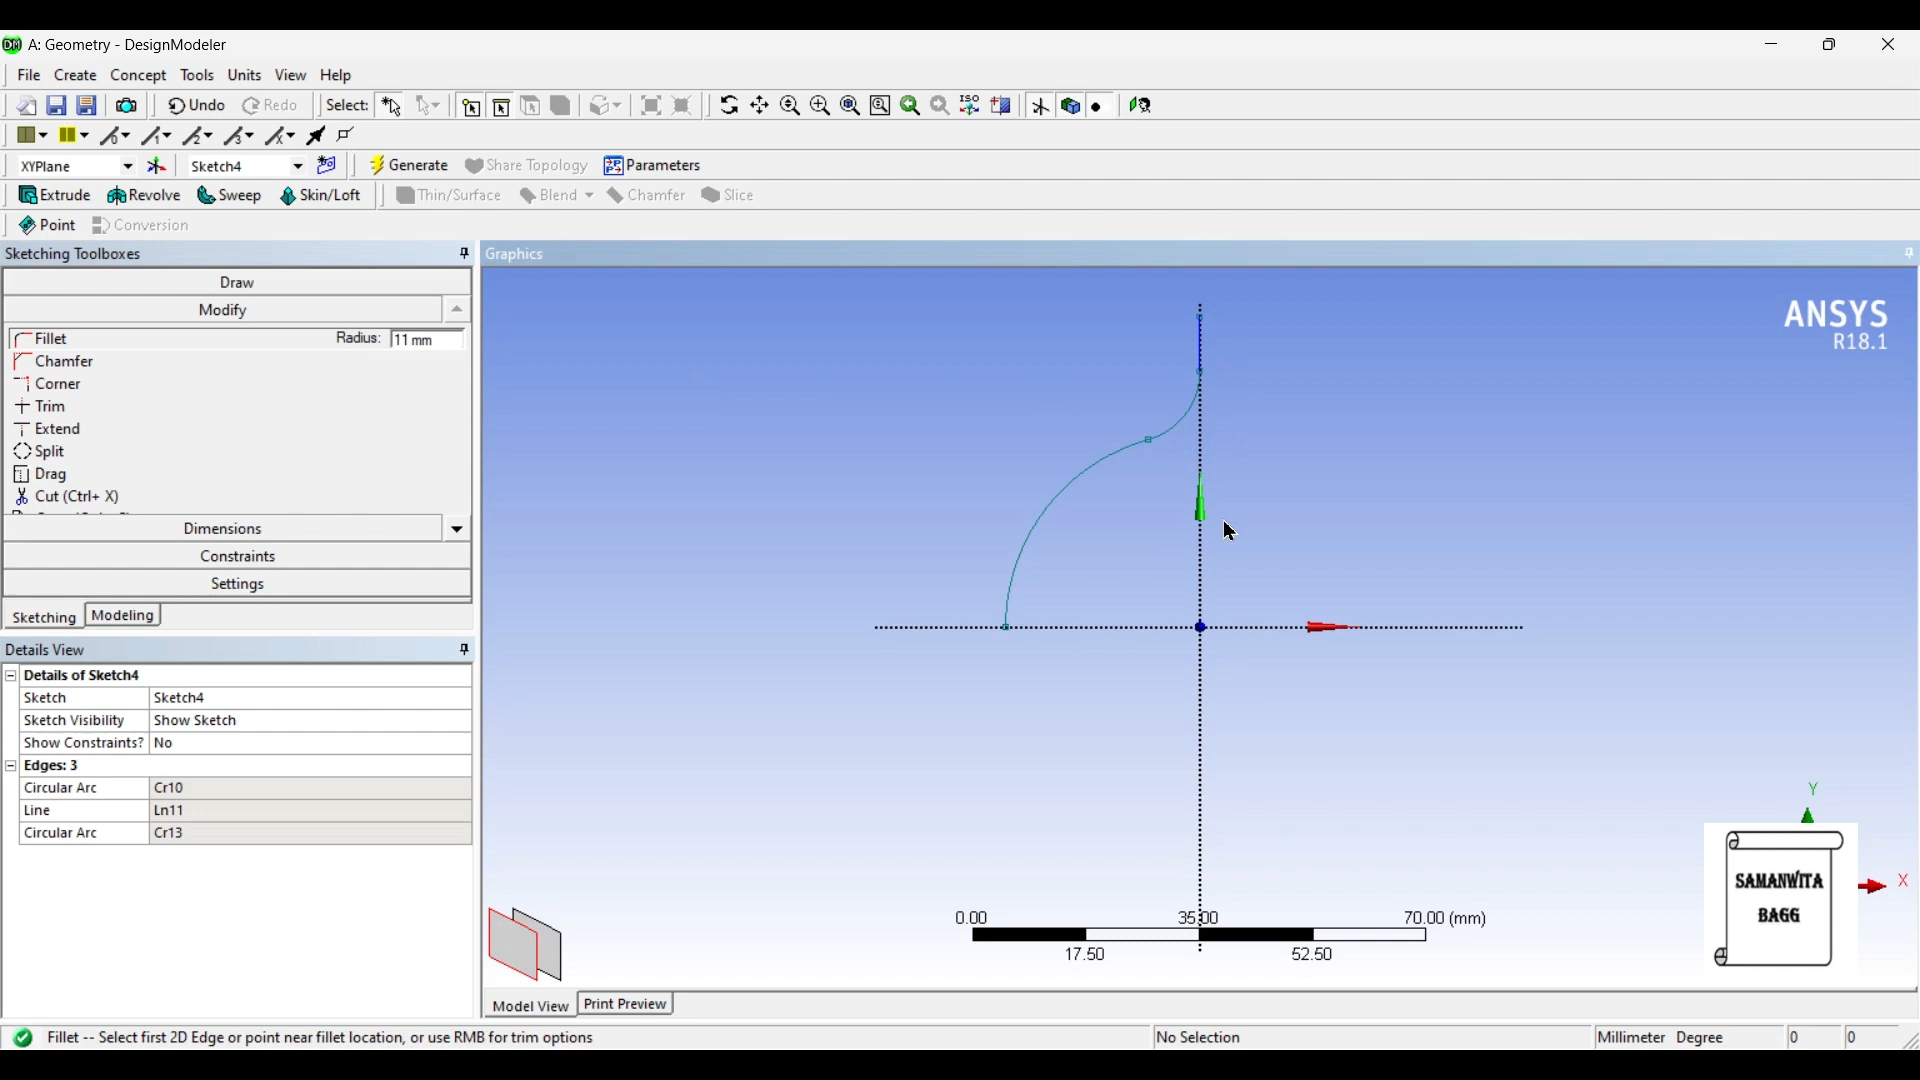 DM A: Geometry - DesignModeler
File Create Concept Tools Units View Help
Undo Redo Select: ISO
XYPlane Sketch4 Generate Share Topology Parameters
Extrude Revolve Sweep Skin/Loft Thin/Surface Blend Chamfer Slice
Point Conversion
Sketching Toolboxes
Draw
Modify
Fillet Radius: 11 mm
Chamfer
Corner
Trim
Extend
Split
Drag
Cut (Ctrl+ X)
Dimensions
Constraints
Settings
Sketching Modeling
Details View
Details of Sketch4
Sketch Sketch4
Sketch Visibility Show Sketch
Show Constraints? No
Edges: 3
Circular Arc Cr10
Line Ln11
Circular Arc Cr13
Graphics
ANSYS
R18.1
0.00 35.00 70.00 (mm)
17.50 52.50
Y
X
SAMANWITA
BAGG
Model View Print Preview
Fillet -- Select first 2D Edge or point near fillet location, or use RMB for trim options No Selection Millimeter Degree 0 0